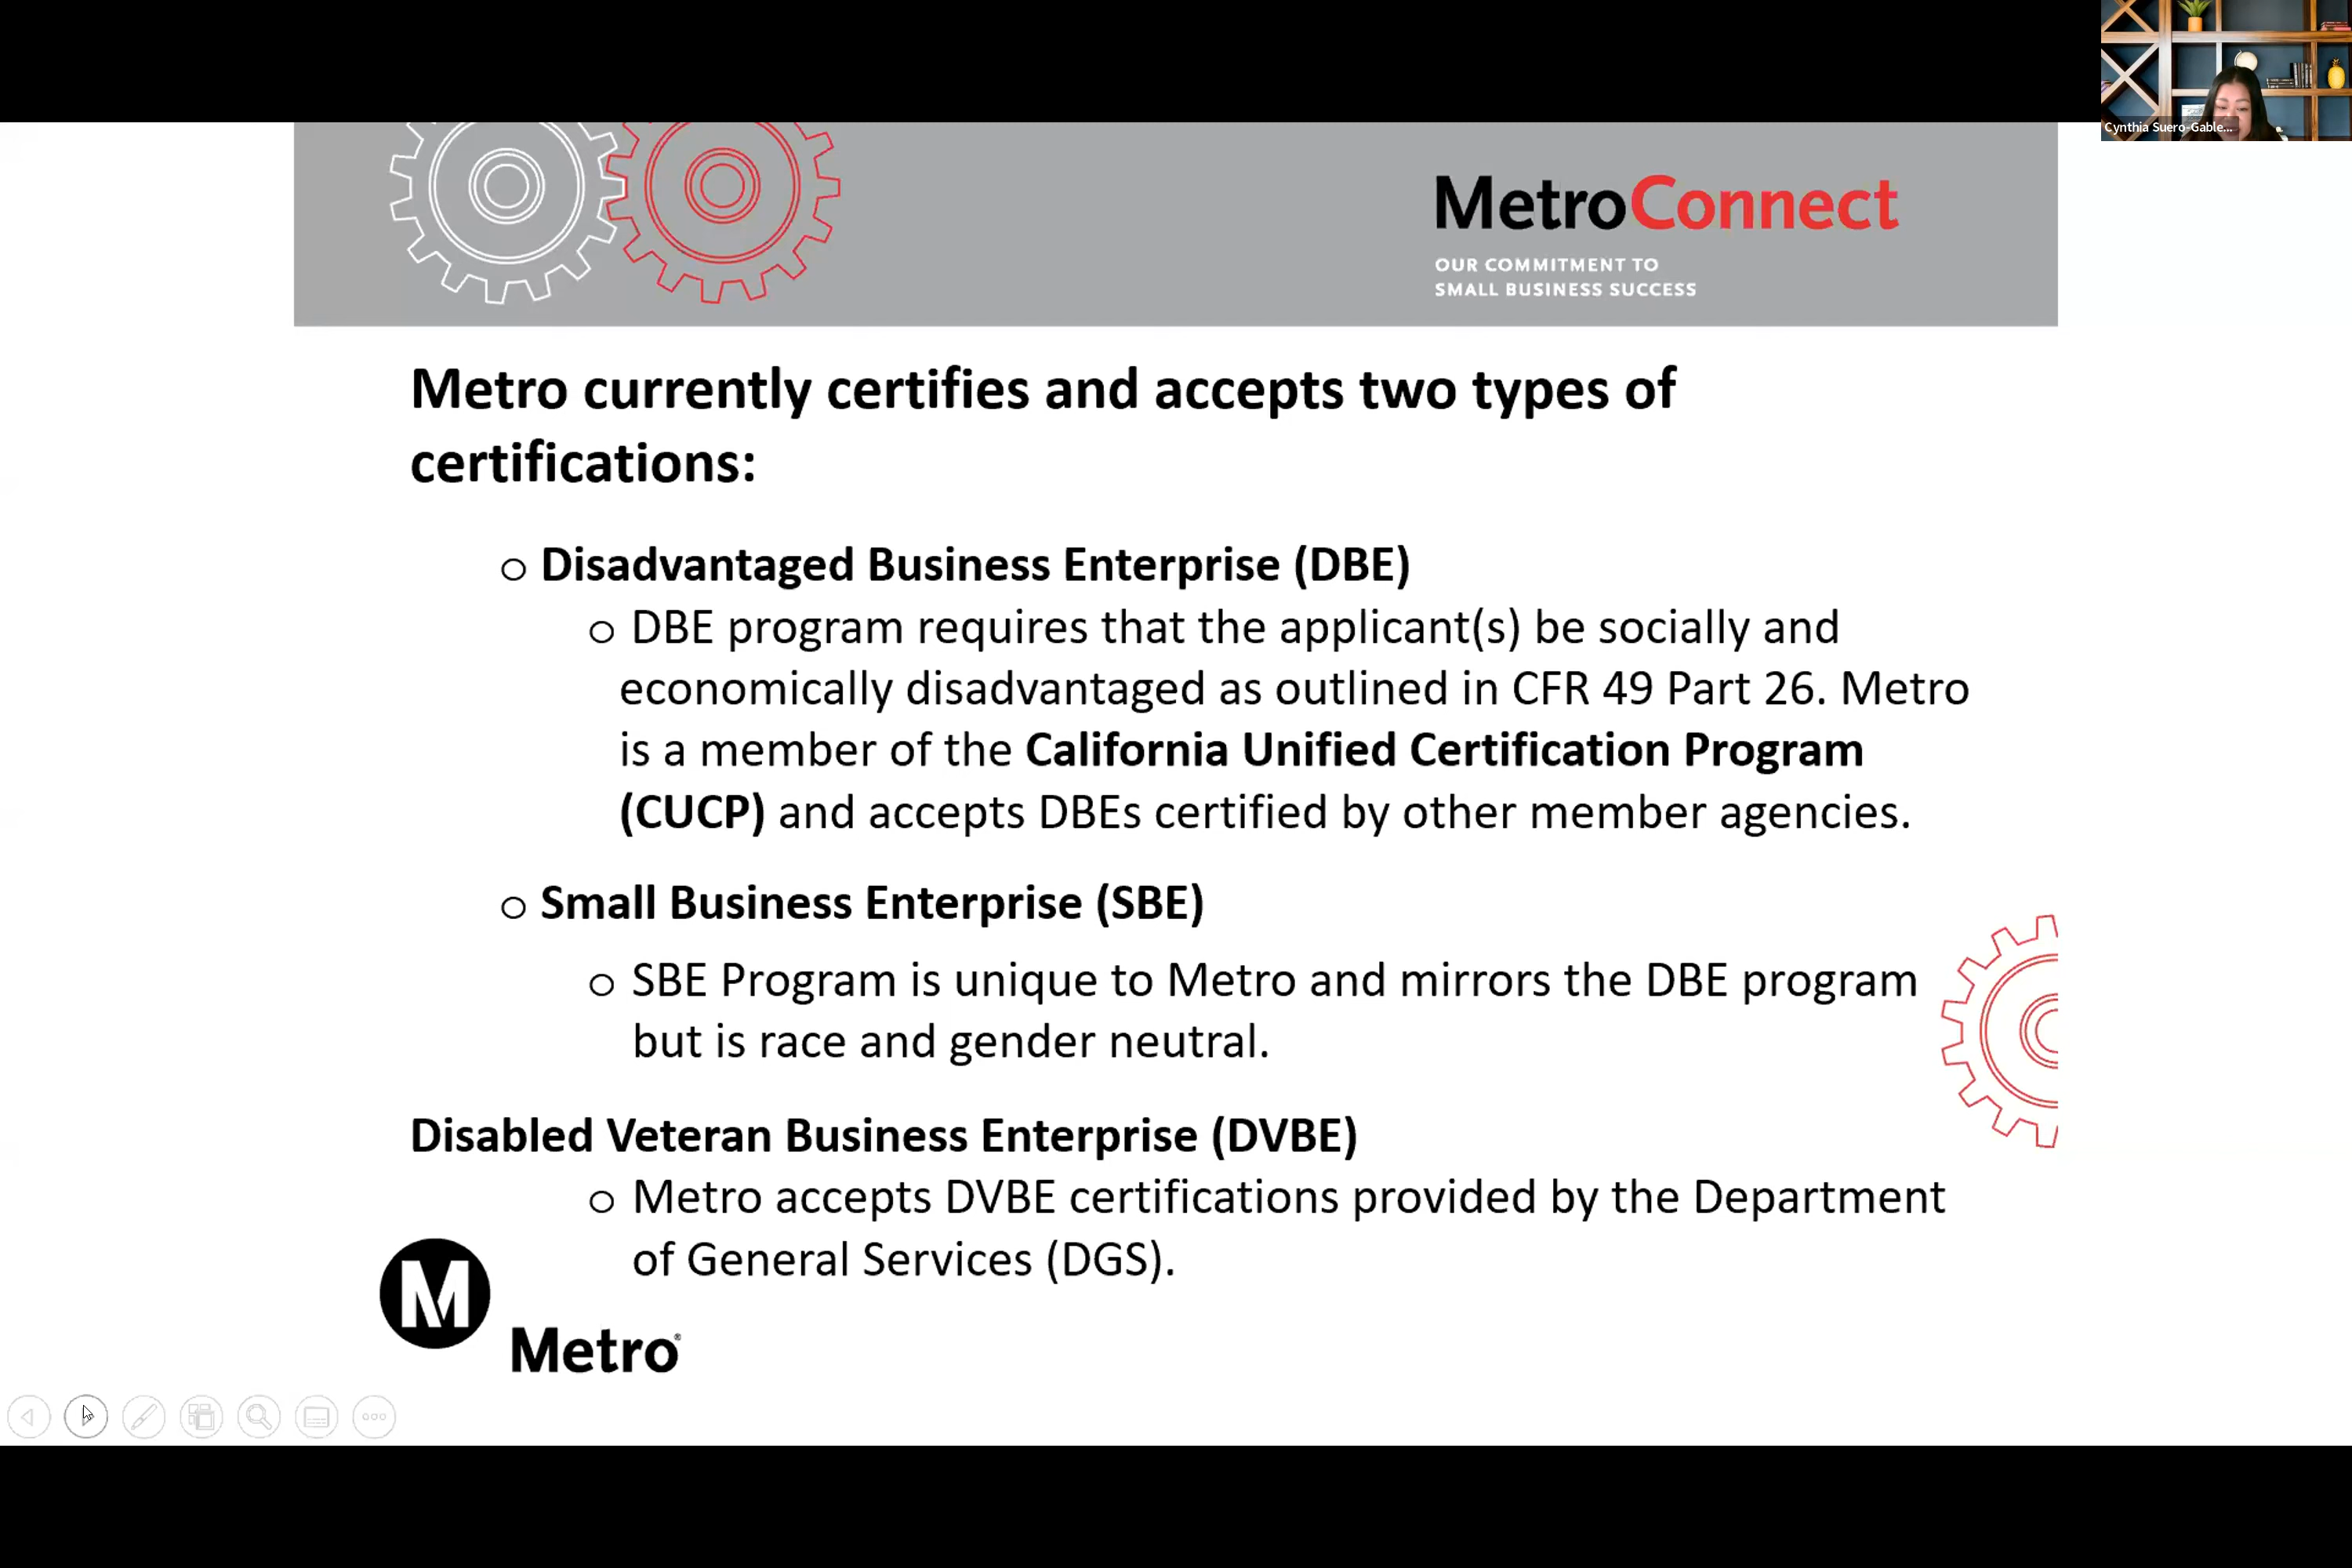 Cynthia Suero-Gable...
MetroConnect
OUR COMMITMENT TO
SMALL BUSINESS SUCCESS
Metro currently certifies and accepts two types of
certifications:
Disadvantaged Business Enterprise (DBE)
DBE program requires that the applicant(s) be socially and
economically disadvantaged as outlined in CFR 49 Part 26. Metro
is a member of the California Unified Certification Program
(CUCP) and accepts DBEs certified by other member agencies.
Small Business Enterprise (SBE)
SBE Program is unique to Metro and mirrors the DBE program
but is race and gender neutral.
Disabled Veteran Business Enterprise (DVBE)
Metro accepts DVBE certifications provided by the Department
of General Services (DGS).
M
Metro®